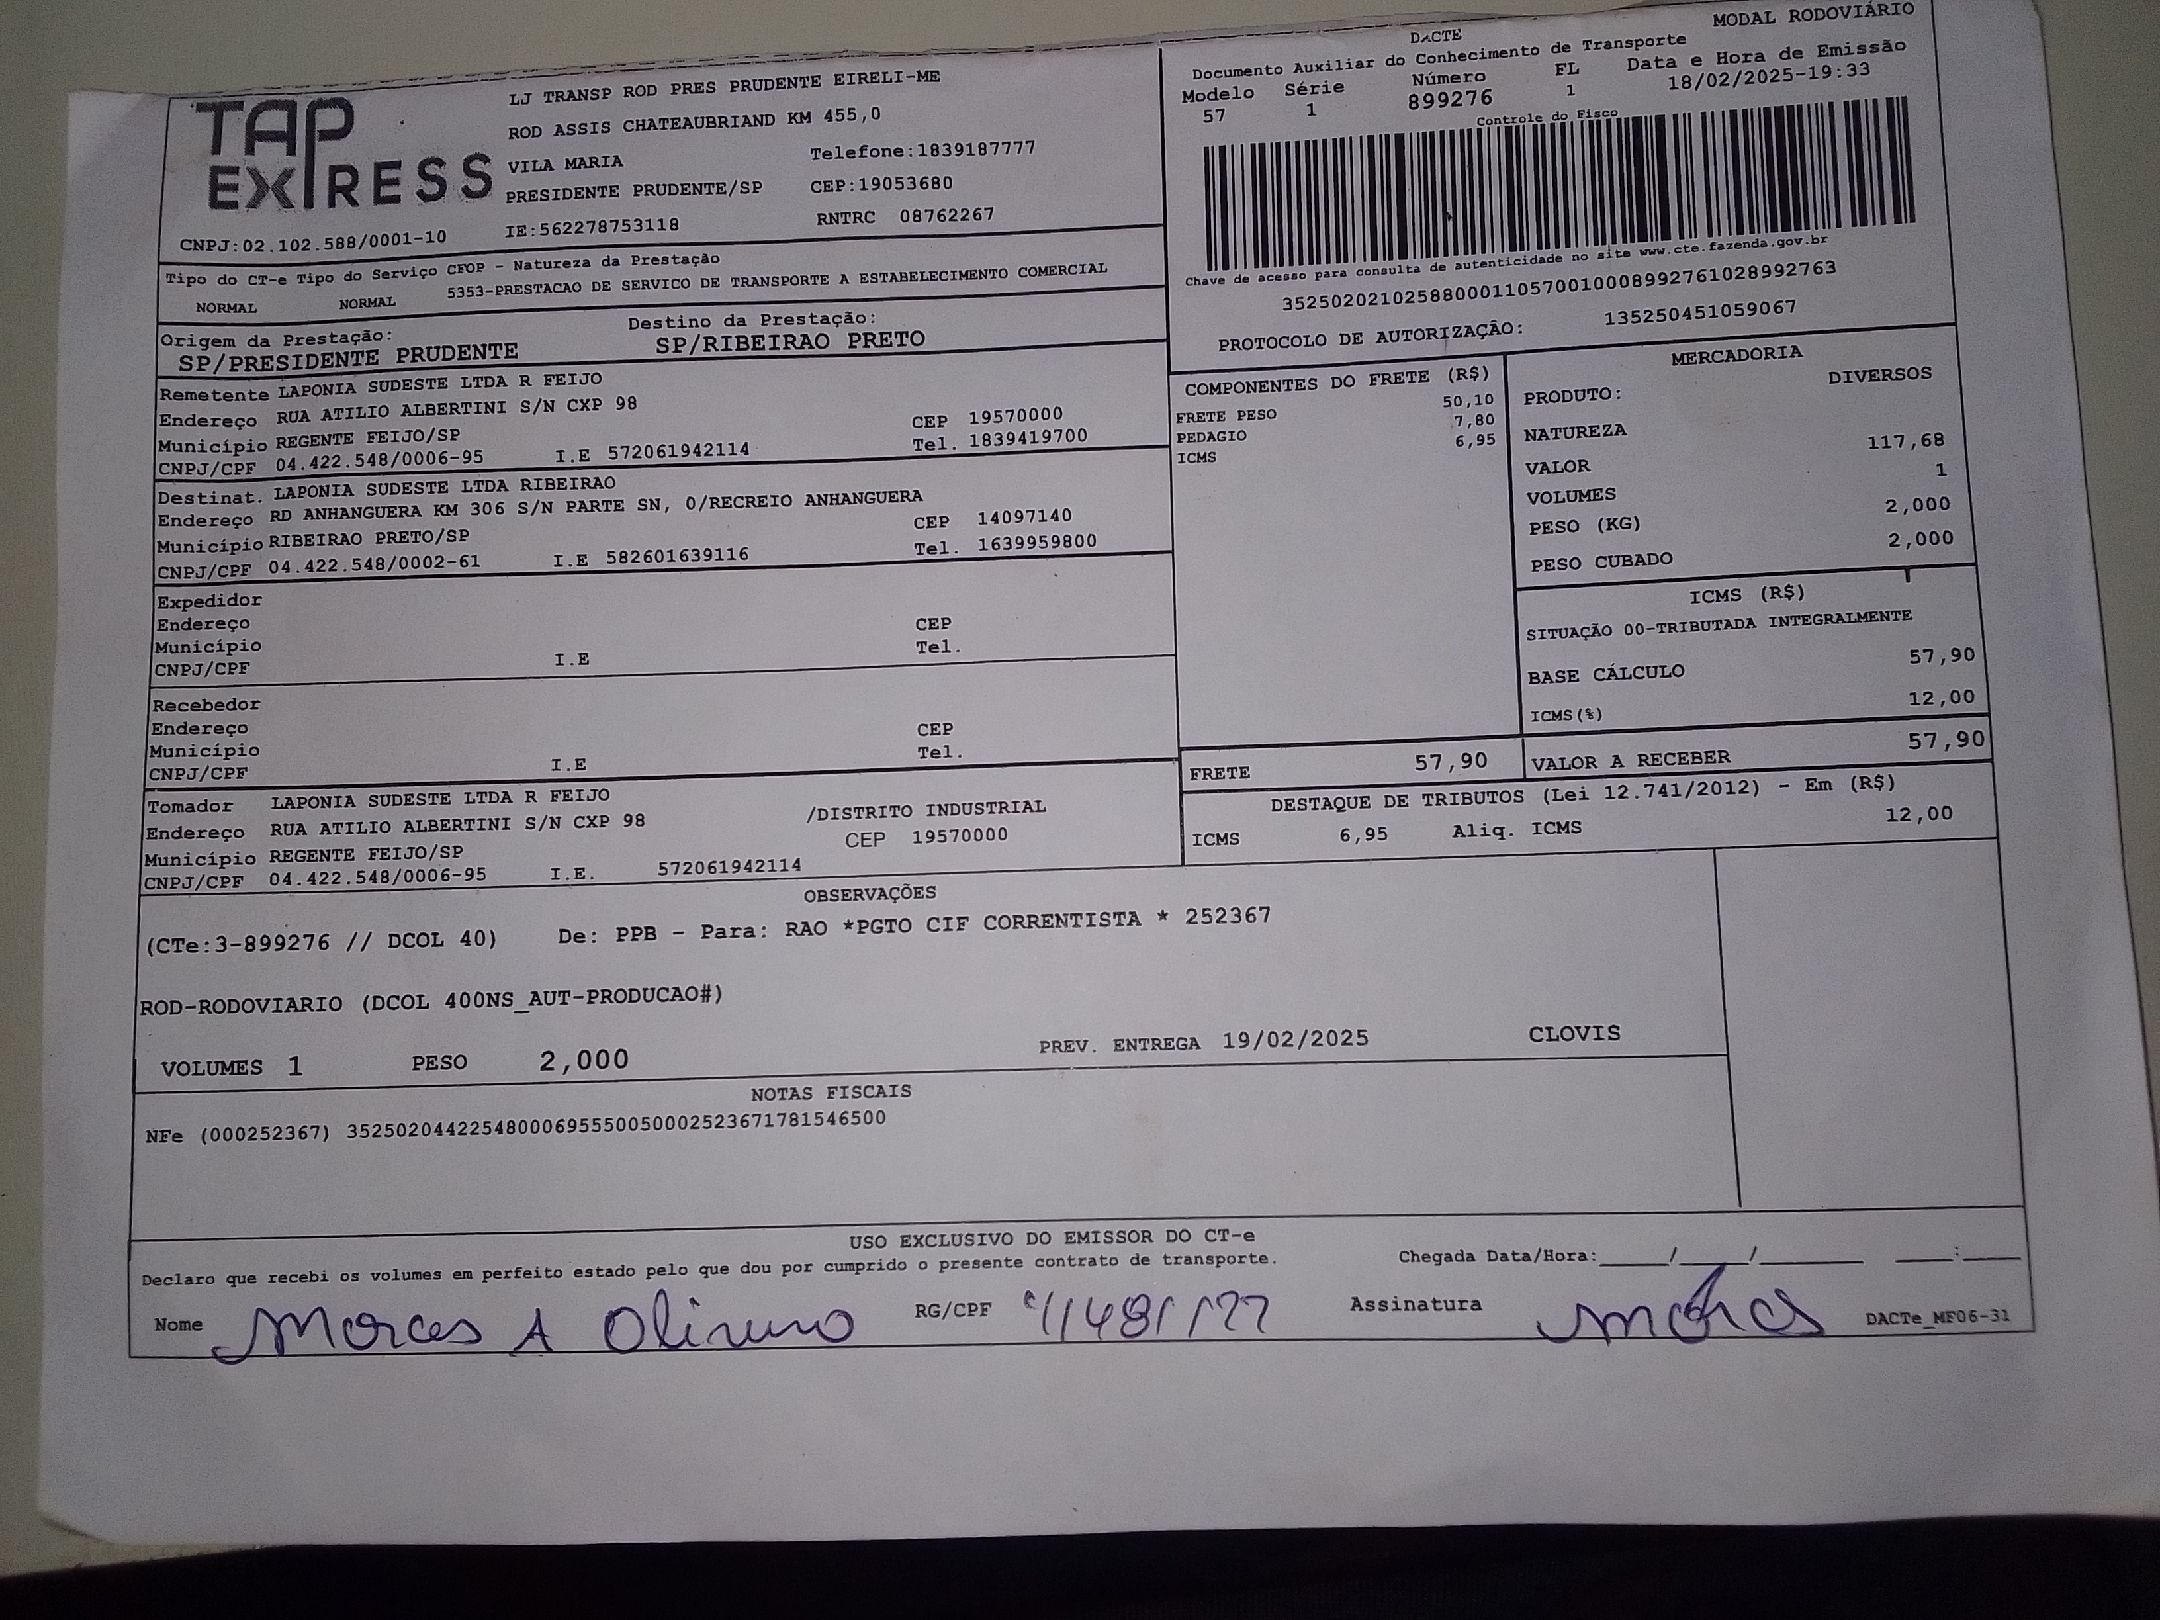 TAP
EXPRESS
CNPJ:02.102.588/0001-10
LJ TRANSP ROD PRES PRUDENTE EIRELI-ME
ROD ASSIS CHATEAUBRIAND KM 455,0
VILA MARIA Telefone:1839187777
PRESIDENTE PRUDENTE/SP CEP:19053680
IE:562278753118 RNTRC 08762267
MODAL RODOVIÁRIO
DACTE
Documento Auxiliar do Conhecimento de Transporte
Modelo Série Número FL Data e Hora de Emissão
57 1 899276 1 18/02/2025-19:33
Controle do Fisco
Chave de acesso para consulta de autenticidade no site www.cte.fazenda.gov.br
35250202102588000110570010008992761028992763
PROTOCOLO DE AUTORIZAÇÃO: 135250451059067
Tipo do CT-e Tipo do Serviço CFOP - Natureza da Prestação
NORMAL NORMAL 5353-PRESTACAO DE SERVICO DE TRANSPORTE A ESTABELECIMENTO COMERCIAL
Origem da Prestação: Destino da Prestação:
SP/PRESIDENTE PRUDENTE SP/RIBEIRAO PRETO
Remetente LAPONIA SUDESTE LTDA R FEIJO
Endereço RUA ATILIO ALBERTINI S/N CXP 98 CEP 19570000
Município REGENTE FEIJO/SP Tel. 1839419700
CNPJ/CPF 04.422.548/0006-95 I.E 572061942114
Destinat. LAPONIA SUDESTE LTDA RIBEIRAO
Endereço RD ANHANGUERA KM 306 S/N PARTE SN, 0/RECREIO ANHANGUERA
Município RIBEIRAO PRETO/SP CEP 14097140
CNPJ/CPF 04.422.548/0002-61 I.E 582601639116 Tel. 1639959800
Expedidor
Endereço CEP
Município Tel.
CNPJ/CPF I.E
Recebedor
Endereço CEP
Município Tel.
CNPJ/CPF I.E
Tomador LAPONIA SUDESTE LTDA R FEIJO
Endereço RUA ATILIO ALBERTINI S/N CXP 98 /DISTRITO INDUSTRIAL
Município REGENTE FEIJO/SP CEP 19570000
CNPJ/CPF 04.422.548/0006-95 I.E. 572061942114
COMPONENTES DO FRETE (R$)
FRETE PESO 50,10
PEDAGIO 7,80
ICMS 6,95
MERCADORIA
PRODUTO: DIVERSOS
NATUREZA
VALOR 117,68
VOLUMES 1
PESO (KG) 2,000
PESO CUBADO 2,000
ICMS (R$)
SITUAÇÃO 00-TRIBUTADA INTEGRALMENTE
BASE CÁLCULO 57,90
ICMS(%) 12,00
FRETE 57,90 VALOR A RECEBER 57,90
DESTAQUE DE TRIBUTOS (Lei 12.741/2012) - Em (R$)
ICMS 6,95 Aliq. ICMS 12,00
OBSERVAÇÕES
(CTe:3-899276 // DCOL 40) De: PPB - Para: RAO *PGTO CIF CORRENTISTA * 252367
ROD-RODOVIARIO (DCOL 400NS_AUT-PRODUCAO#)
VOLUMES 1 PESO 2,000 PREV. ENTREGA 19/02/2025 CLOVIS
NOTAS FISCAIS
NFe (000252367) 35250204422548000695550050002523671781546500
USO EXCLUSIVO DO EMISSOR DO CT-e
Declaro que recebi os volumes em perfeito estado pelo que dou por cumprido o presente contrato de transporte. Chegada Data/Hora:_____/____/______ ____:____
Nome A RG/CPF Assinatura DACTe_MF06-31